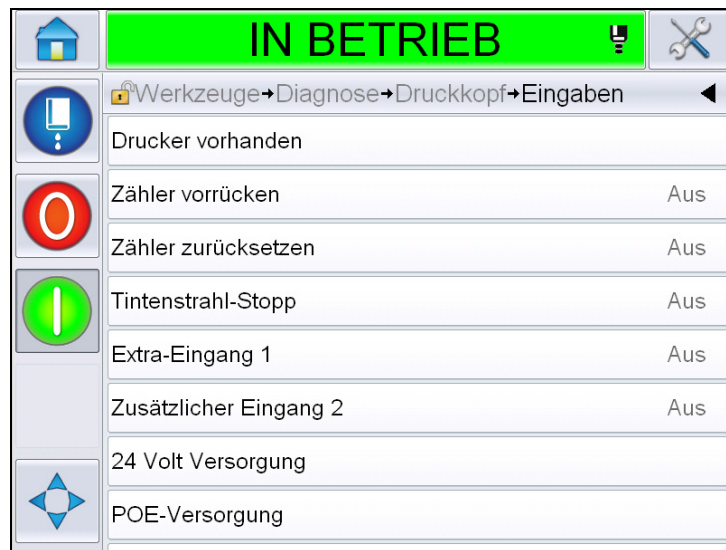 IN BETRIEB
Werkzeuge→Diagnose→Druckkopf→Eingaben
Drucker vorhanden
Zähler vorrücken Aus
Zähler zurücksetzen Aus
Tintenstrahl-Stopp Aus
Extra-Eingang 1 Aus
Zusätzlicher Eingang 2 Aus
24 Volt Versorgung
POE-Versorgung